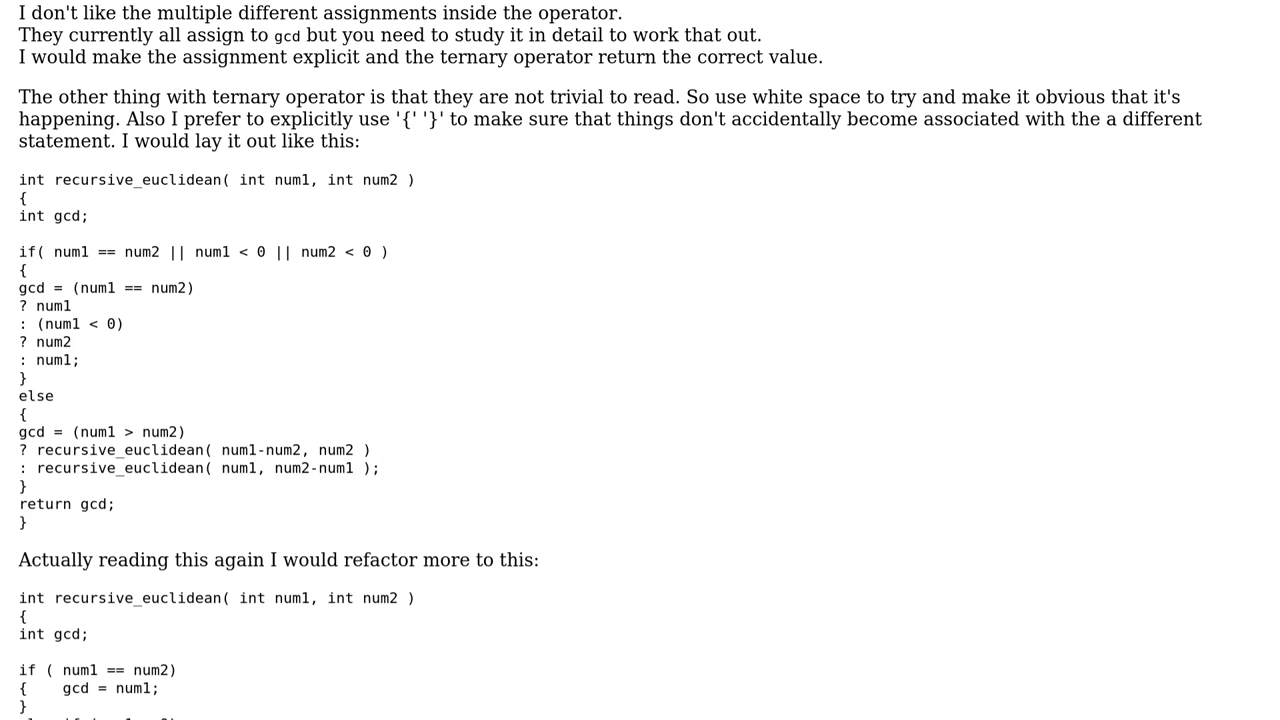 I don't like the multiple different assignments inside the operator.
They currently all assign to gcd but you need to study it in detail to work that out.
I would make the assignment explicit and the ternary operator return the correct value.
The other thing with ternary operator is that they are not trivial to read. So use white space to try and make it obvious that it's
happening. Also I prefer to explicitly use '{' '}' to make sure that things don't accidentally become associated with the a different
statement. I would lay it out like this:
int recursive_euclidean( int num1, int num2 )
{
int gcd;
if( num1 == num2 || num1 < 0 || num2 < 0 )
{
gcd = (num1 == num2)
? num1
: (num1 < 0)
? num2
: num1;
}
else
{
gcd = (num1 > num2)
? recursive_euclidean( num1-num2, num2 )
: recursive_euclidean( num1, num2-num1 );
}
return gcd;
}
Actually reading this again I would refactor more to this:
int recursive_euclidean( int num1, int num2 )
{
int gcd;
if ( num1 == num2)
{    gcd = num1;
}